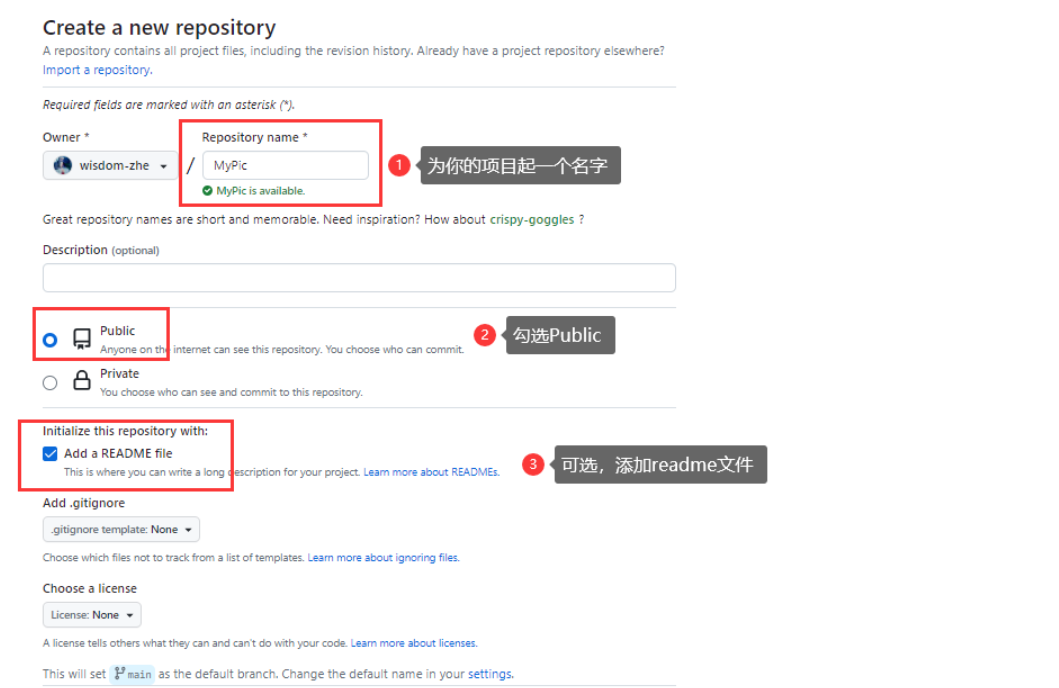 Create a new repository
A repository contains all project files, including the revision history. Already have a project repository elsewhere?
Import a repository.
Required fields are marked with an asterisk (*).
Owner *
Repository name *
wisdom-zhe
/
MyPic
MyPic is available.
1
为你的项目起一个名字
Great repository names are short and memorable. Need inspiration? How about crispy-goggles ?
Description (optional)
Public
Anyone on the internet can see this repository. You choose who can commit.
2
勾选Public
Private
You choose who can see and commit to this repository.
Initialize this repository with:
Add a README file
This is where you can write a long description for your project. Learn more about READMEs.
3
可选，添加readme文件
Add .gitignore
.gitignore template: None
Choose which files not to track from a list of templates. Learn more about ignoring files.
Choose a license
License: None
A license tells others what they can and can't do with your code. Learn more about licenses.
This will set main as the default branch. Change the default name in your settings.